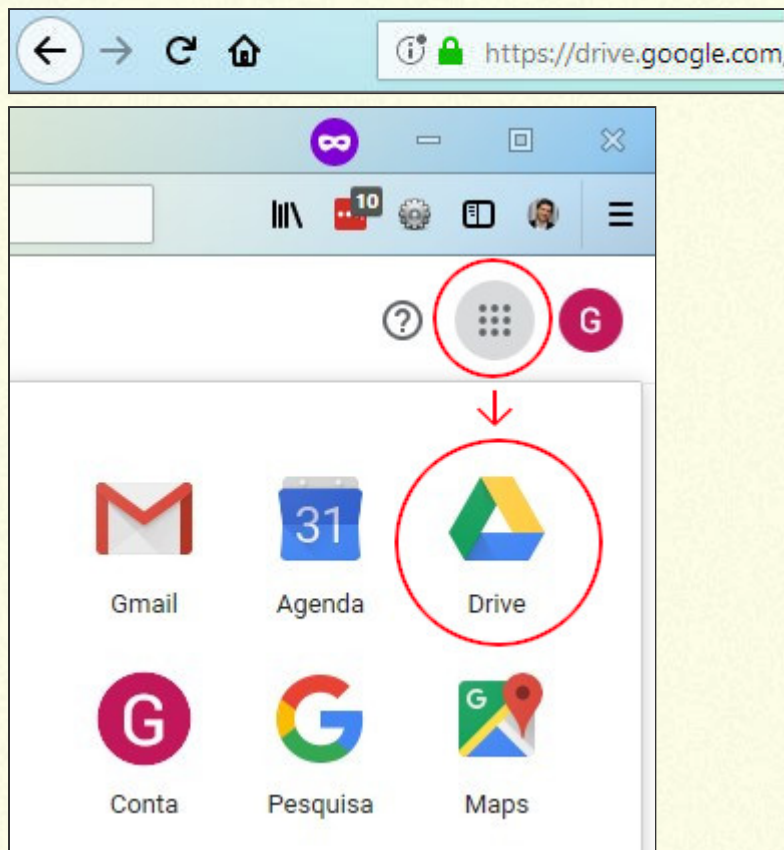 https://drive.google.com/
10
G
31
Gmail Agenda Drive
G G G
Conta Pesquisa Maps